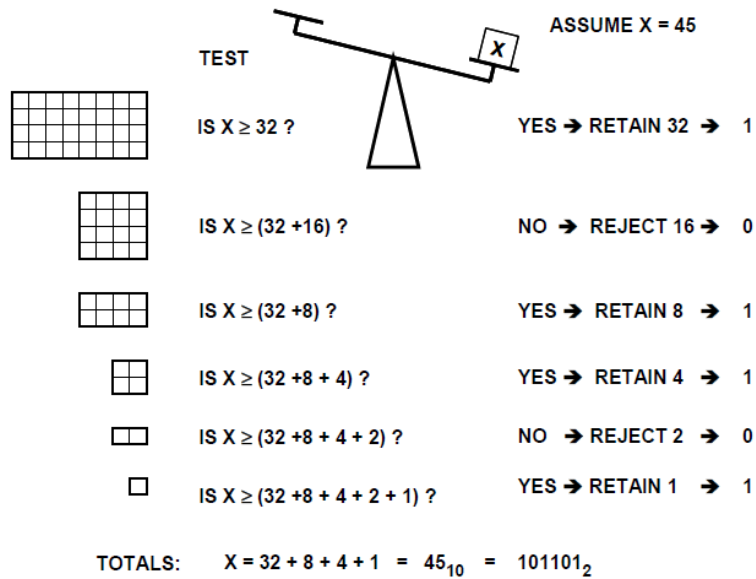 ASSUME X = 45
X
TEST
IS X ≥ 32 ? YES ➔ RETAIN 32 ➔ 1
IS X ≥ (32 +16) ? NO ➔ REJECT 16 ➔ 0
IS X ≥ (32 +8) ? YES ➔ RETAIN 8 ➔ 1
IS X ≥ (32 +8 + 4) ? YES ➔ RETAIN 4 ➔ 1
IS X ≥ (32 +8 + 4 + 2) ? NO ➔ REJECT 2 ➔ 0
IS X ≥ (32 +8 + 4 + 2 + 1) ? YES ➔ RETAIN 1 ➔ 1
TOTALS: X = 32 + 8 + 4 + 1 = 45₁₀ = 101101₂